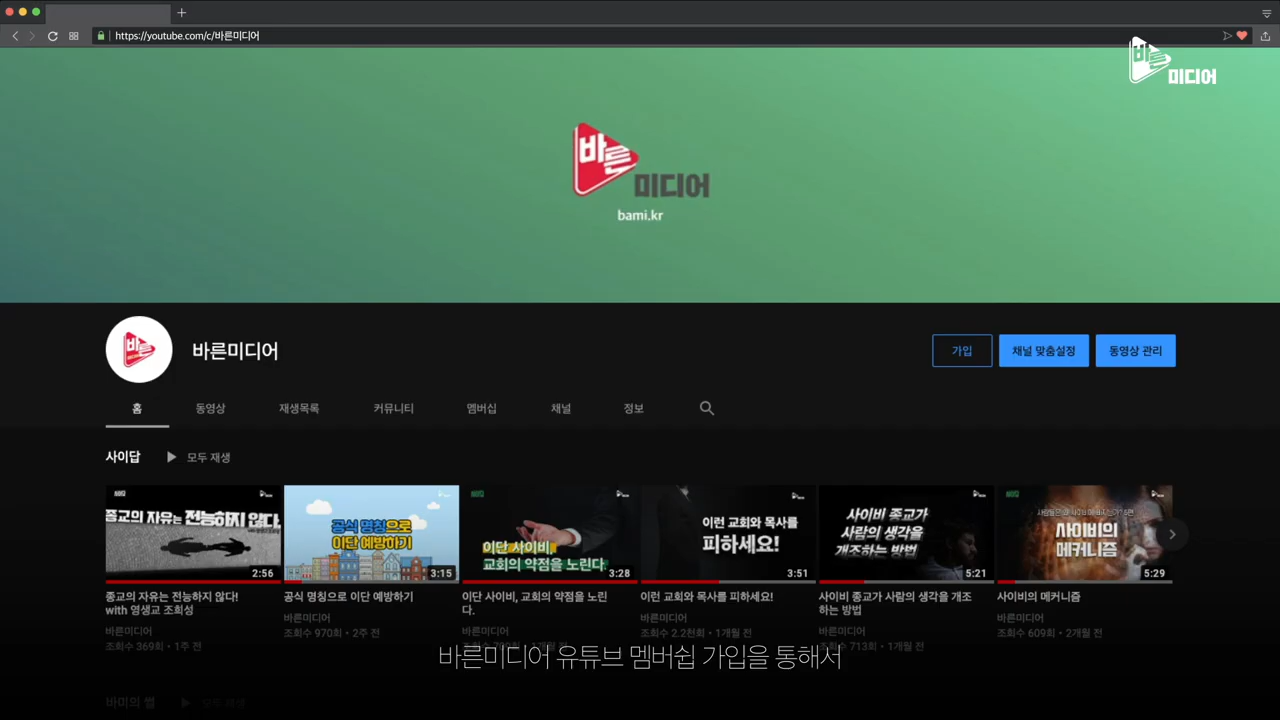 https://youtube.com/c/바른미디어
바른
미디어
바른
미디어
bami.kr
바른
바른미디어
가입
채널 맞춤설정
동영상 관리
홈
동영상
재생목록
커뮤니티
멤버십
채널
정보
사이답
모두 재생
종교의 자유는 전능하지 않다.
2:56
공식 명칭으로
이단 예방하기
3:15
이단 사이비,
교회의 약점을 노린다.
3:28
이런 교회와 목사를
피하세요!
3:51
사이비 종교가
사람의 생각을
개조하는 방법
5:21
사이비의
메커니즘
5:29
종교의 자유는 전능하지 않다!
with 영생교 조희성
바른미디어
조회수 369회 • 1주 전
공식 명칭으로 이단 예방하기
바른미디어
조회수 970회 • 2주 전
이단 사이비, 교회의 약점을 노린
다.
바른미디어
이런 교회와 목사를 피하세요!
바른미디어
조회수 2.2천회 • 1개월 전
사이비 종교가 사람의 생각을 개조
하는 방법
바른미디어
조회수 713회 • 1개월 전
사이비의 메커니즘
바른미디어
조회수 609회 • 2개월 전
바른미디어 유튜브 멤버쉽 가입을 통해서
바미의 썰
모두 재생